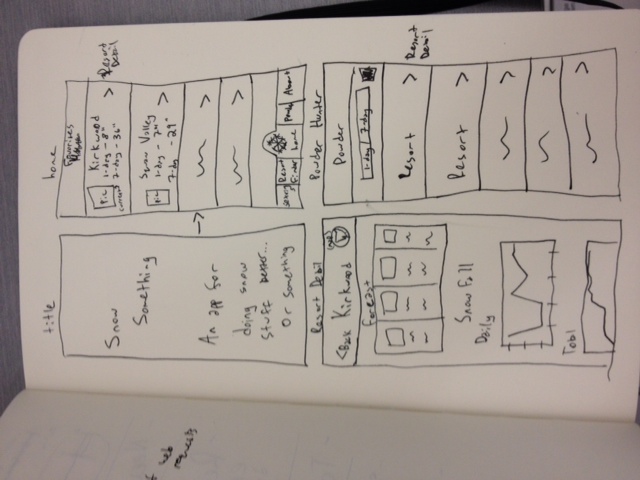 title
Snow
Something
An app for
doing snow
stuff better...
Or something
home
Favorites
Pic
Kirkwood
1-day - 8"
2-day - 36"
Resort
Detail
Pic
Squaw Valley
1-day - 7"
7-day - 29"
Resort
Finder
home
About
web
requests
Resort Detail
<Back Kirkwood
Forecast
Snow Fall
Daily
Total
Powder Hunter
Powder
1-day 7-day
Resort
Resort
Detail
Resort